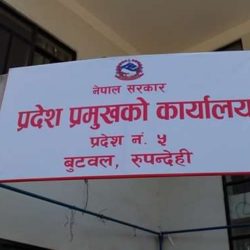 नेपाल सरकार
प्रदेश प्रमुखको कार्यालय
प्रदेश नं. ५
बुटवल, रुपन्देही